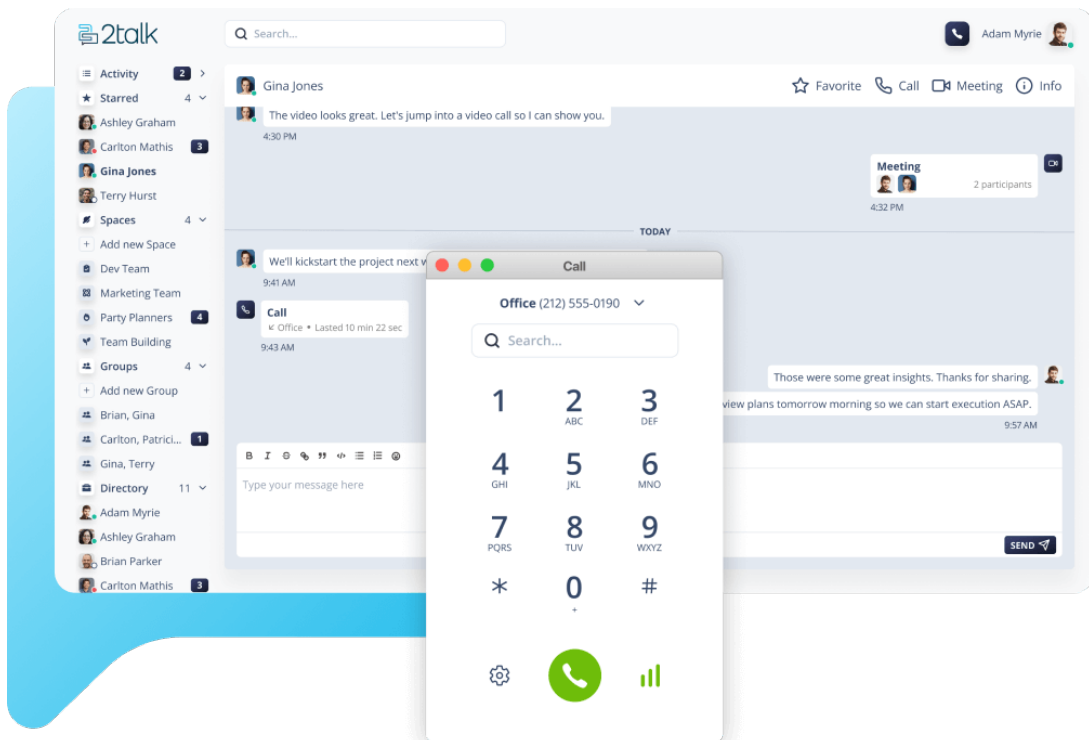 2talk
Search...
Adam Myrie
Activity 2
Starred 4
Ashley Graham
Carlton Mathis 3
Gina Jones
Terry Hurst
Spaces 4
Add new Space
Dev Team
Marketing Team
Party Planners 4
Team Building
Groups 4
Add new Group
Brian, Gina
Carlton, Patrici... 1
Gina, Terry
Directory 11
Adam Myrie
Ashley Graham
Brian Parker
Carlton Mathis 3
Gina Jones
Favorite Call Meeting Info
The video looks great. Let's jump into a video call so I can show you.
4:30 PM
Meeting
2 participants
4:32 PM
TODAY
We'll kickstart the project next
9:41 AM
Call
Office • Lasted 10 min 22 sec
9:43 AM
Those were some great insights. Thanks for sharing.
view plans tomorrow morning so we can start execution ASAP.
9:57 AM
B I S
Type your message here
SEND
Call
Office (212) 555-0190
Search...
1 2 3
ABC DEF
4 5 6
GHI JKL MNO
7 8 9
PQRS TUV WXYZ
* 0 #
+